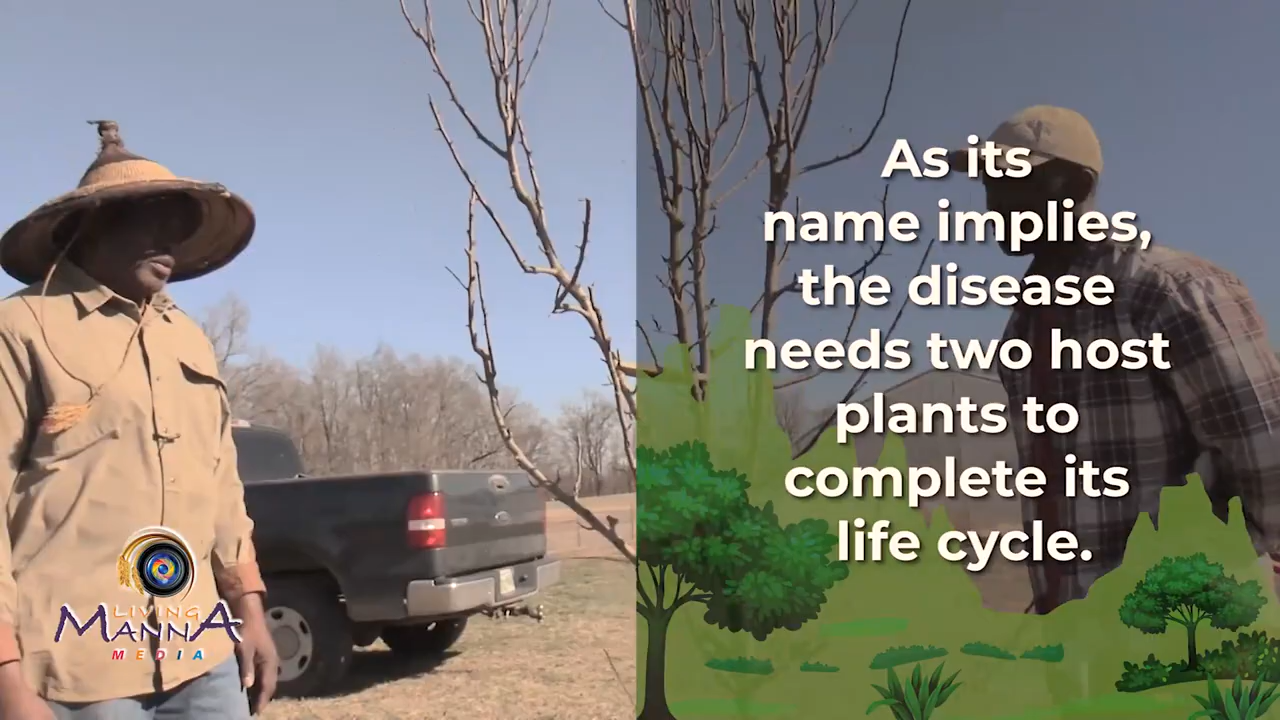 As its
name implies,
the disease
needs two host
plants to
complete its
life cycle.
LIVING
MANNA
MEDIA